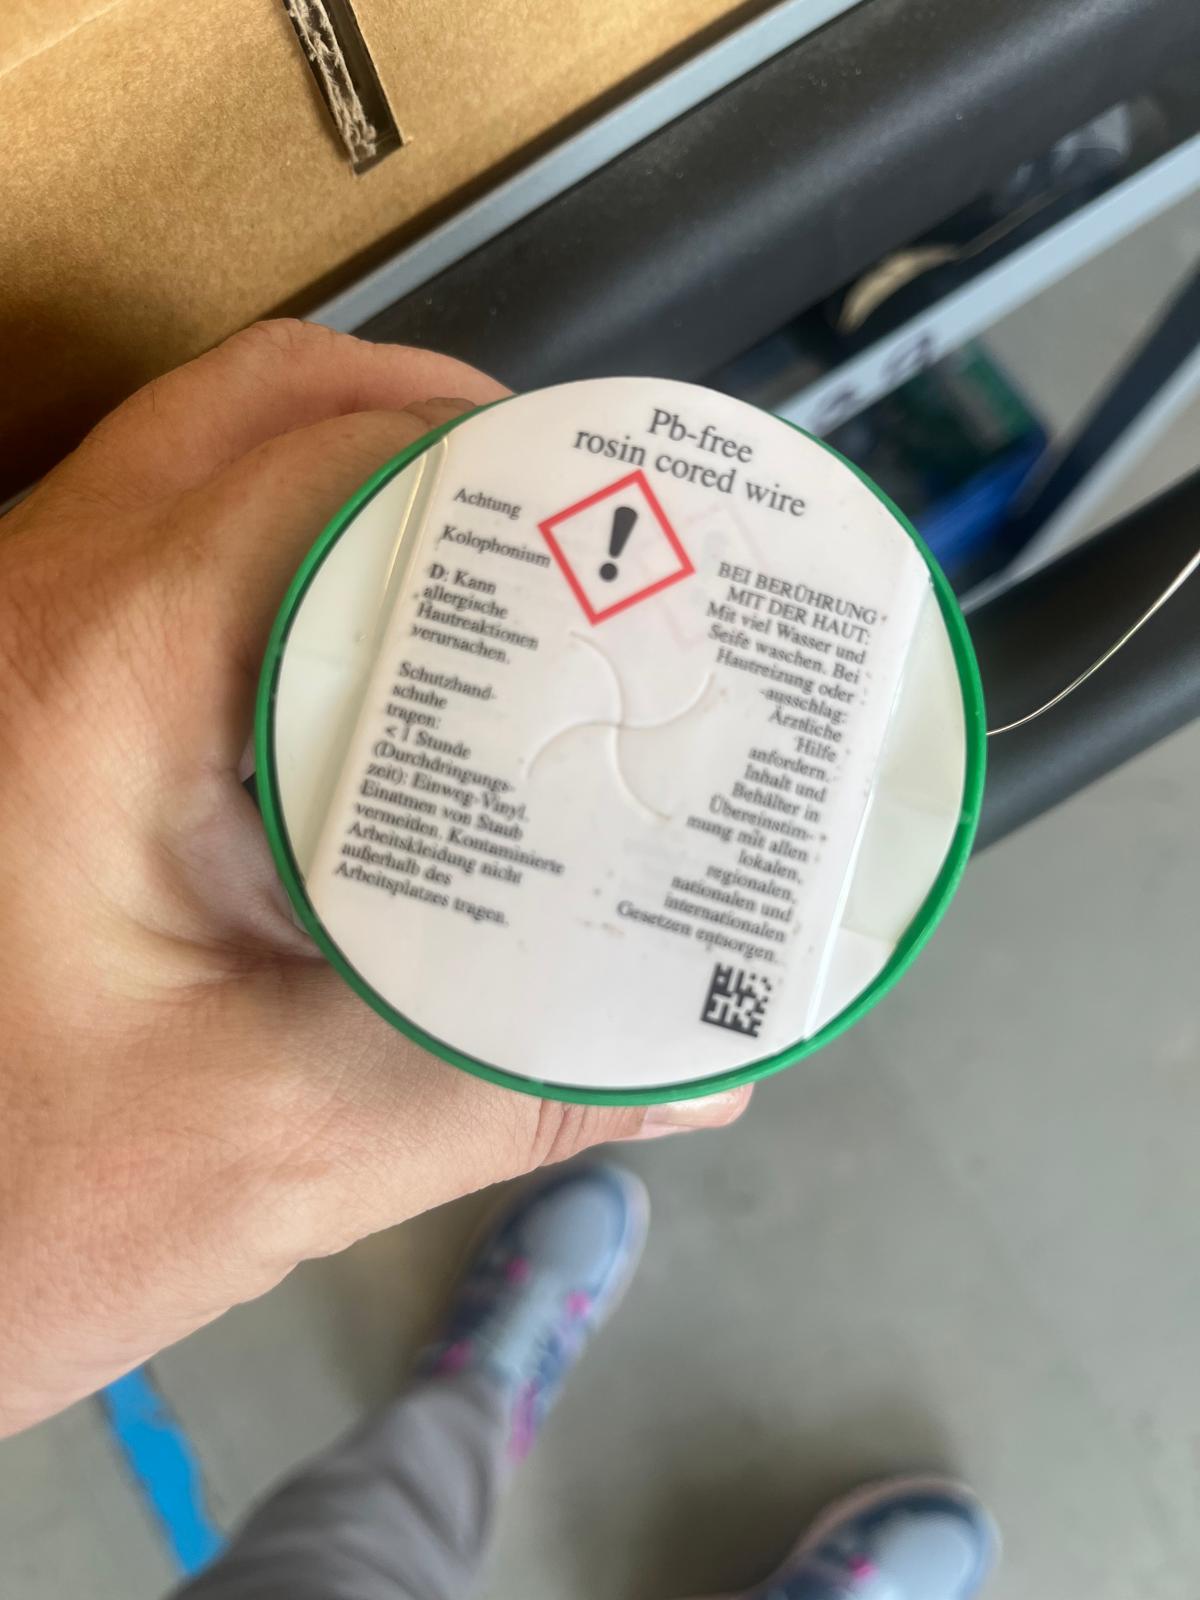 Pb-free
rosin cored wire
Achtung
Kolophonium
D: Kann
allergische
Hautreaktionen
verursachen.
Schutzhand-
schuhe
tragen:
< 1 Stunde
(Durchdringungs-
zeit): Einweg-Vinyl.
Einatmen von Staub
vermeiden. Kontaminierte
Arbeitskleidung nicht
außerhalb des
Arbeitsplatzes tragen.
BEI BERÜHRUNG
MIT DER HAUT:
Mit viel Wasser und
Seife waschen. Bei
Hautreizung oder
-ausschlag:
Ärztliche
Hilfe
anfordern.
Inhalt und
Behälter in
Übereinstim-
mung mit allen
lokalen,
regionalen,
nationalen und
internationalen
Gesetzen entsorgen.